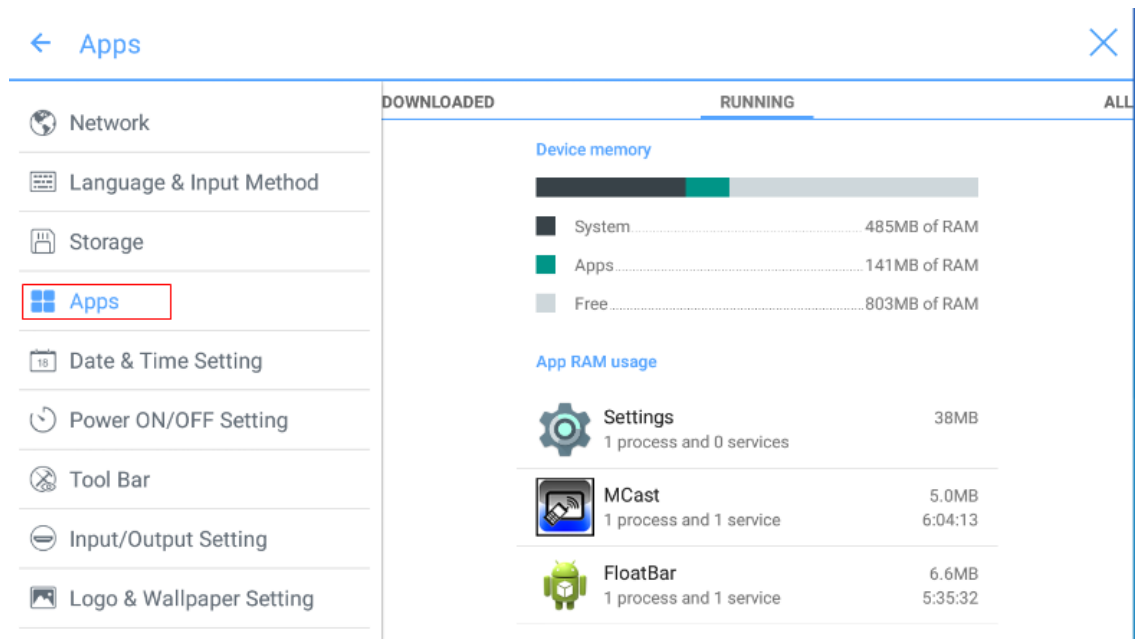 Apps
Network
Language & Input Method
Storage
Apps
Date & Time Setting
18
Power ON/OFF Setting
Tool Bar
Input/Output Setting
Logo & Wallpaper Setting
DOWNLOADED RUNNING ALL
Device memory
System 485MB of RAM
Apps 141MB of RAM
Free 803MB of RAM
App RAM usage
Settings 38MB
1 process and 0 services
MCast 5.0MB
1 process and 1 service 6:04:13
FloatBar 6.6MB
1 process and 1 service 5:35:32